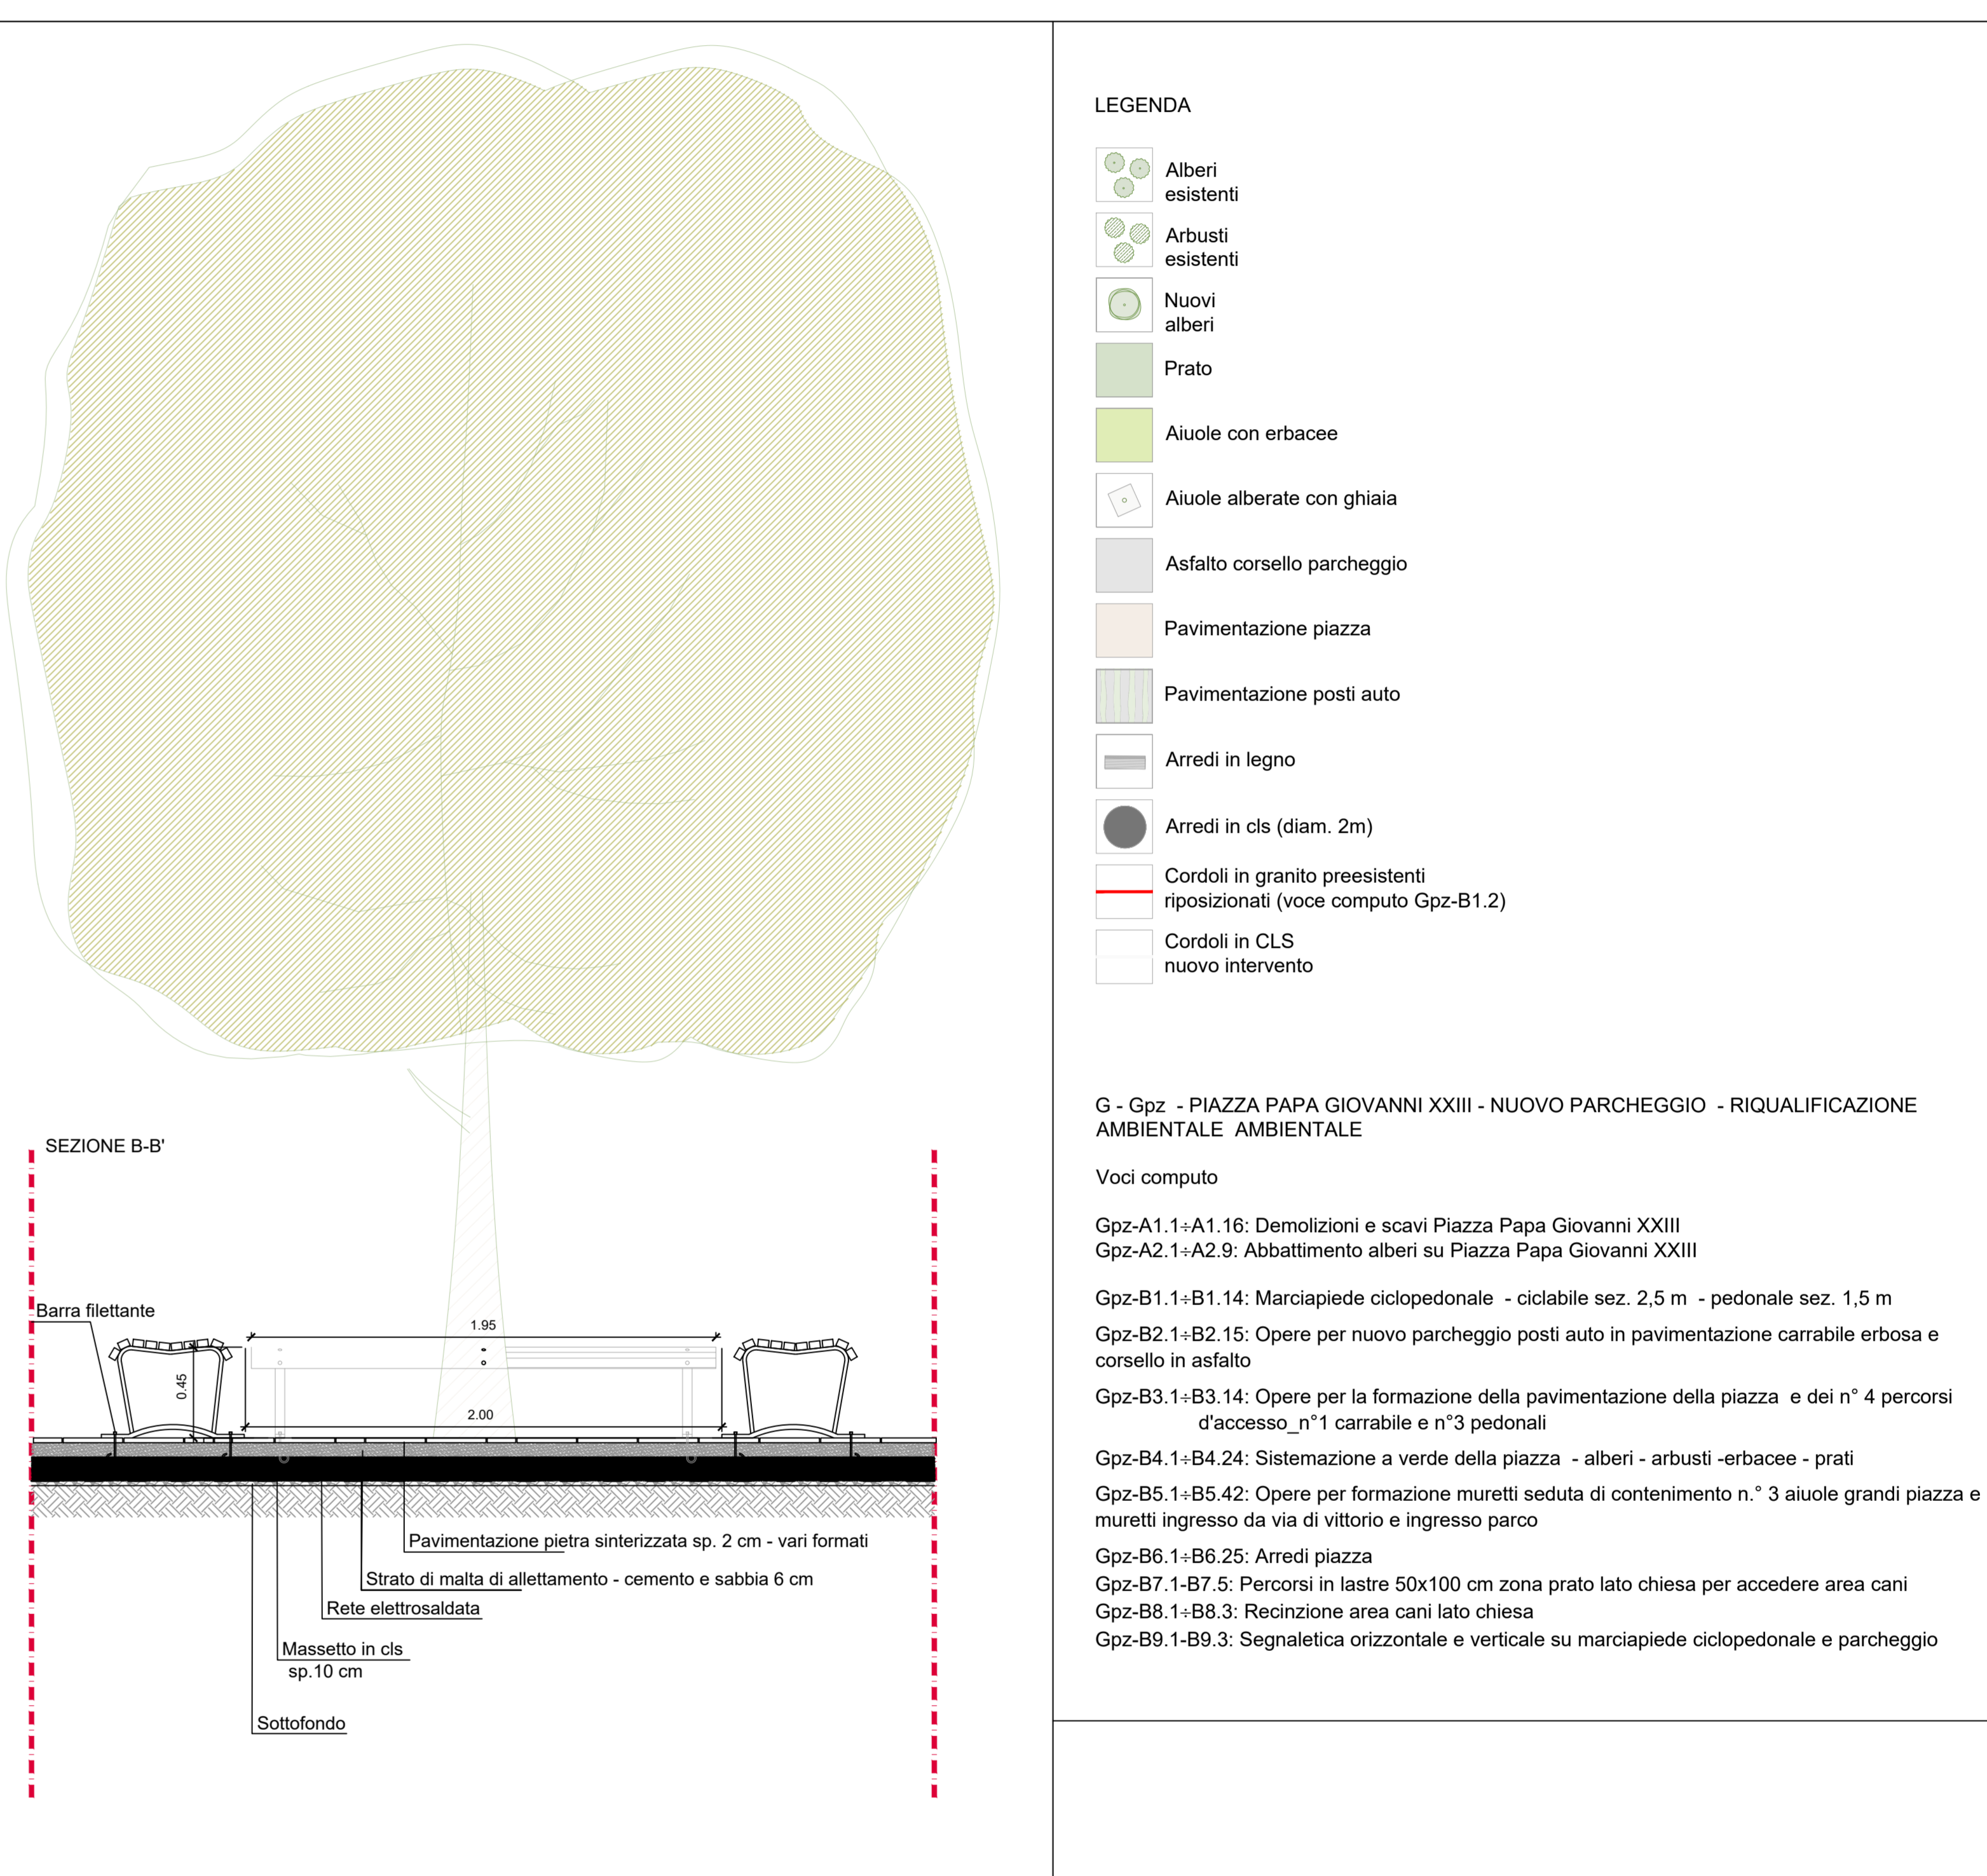 SEZIONE B-B'
Barra filettante
1.95
0.45
2.00
Pavimentazione pietra sinterizzata sp. 2 cm - vari formati
Strato di malta di allettamento - cemento e sabbia 6 cm
Rete elettrosaldata
Massetto in cls
sp.10 cm
Sottofondo
LEGENDA
Alberi
esistenti
Arbusti
esistenti
Nuovi
alberi
Prato
Aiuole con erbacee
Aiuole alberate con ghiaia
Asfalto corsello parcheggio
Pavimentazione piazza
Pavimentazione posti auto
Arredi in legno
Arredi in cls (diam. 2m)
Cordoli in granito preesistenti
riposizionati (voce computo Gpz-B1.2)
Cordoli in CLS
nuovo intervento
G - Gpz - PIAZZA PAPA GIOVANNI XXIII - NUOVO PARCHEGGIO - RIQUALIFICAZIONE
AMBIENTALE AMBIENTALE
Voci computo
Gpz-A1.1÷A1.16: Demolizioni e scavi Piazza Papa Giovanni XXIII
Gpz-A2.1÷A2.9: Abbattimento alberi su Piazza Papa Giovanni XXIII
Gpz-B1.1÷B1.14: Marciapiede ciclopedonale - ciclabile sez. 2,5 m - pedonale sez. 1,5 m
Gpz-B2.1÷B2.15: Opere per nuovo parcheggio posti auto in pavimentazione carrabile erbosa e
corsello in asfalto
Gpz-B3.1÷B3.14: Opere per la formazione della pavimentazione della piazza e dei n° 4 percorsi
d'accesso_n°1 carrabile e n°3 pedonali
Gpz-B4.1÷B4.24: Sistemazione a verde della piazza - alberi - arbusti -erbacee - prati
Gpz-B5.1÷B5.42: Opere per formazione muretti seduta di contenimento n.° 3 aiuole grandi piazza e
muretti ingresso da via di vittorio e ingresso parco
Gpz-B6.1÷B6.25: Arredi piazza
Gpz-B7.1-B7.5: Percorsi in lastre 50x100 cm zona prato lato chiesa per accedere area cani
Gpz-B8.1÷B8.3: Recinzione area cani lato chiesa
Gpz-B9.1-B9.3: Segnaletica orizzontale e verticale su marciapiede ciclopedonale e parcheggio